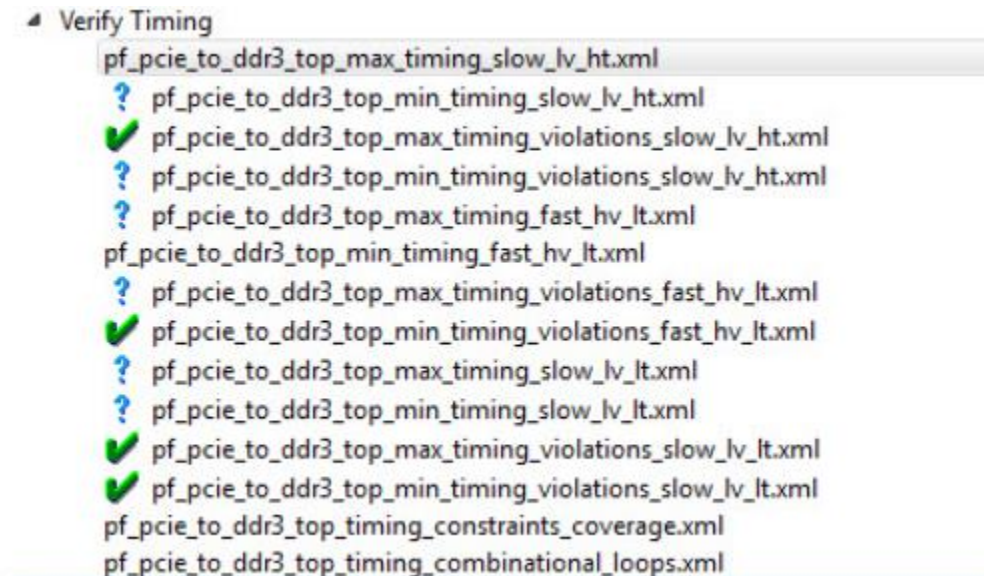 Verify Timing
pf_pcie_to_ddr3_top_max_timing_slow_lv_ht.xml
pf_pcie_to_ddr3_top_min_timing_slow_lv_ht.xml
pf_pcie_to_ddr3_top_max_timing_violations_slow_lv_ht.xml
pf_pcie_to_ddr3_top_min_timing_violations_slow_lv_ht.xml
pf_pcie_to_ddr3_top_max_timing_fast_hv_lt.xml
pf_pcie_to_ddr3_top_min_timing_fast_hv_lt.xml
pf_pcie_to_ddr3_top_max_timing_violations_fast_hv_lt.xml
pf_pcie_to_ddr3_top_min_timing_violations_fast_hv_lt.xml
pf_pcie_to_ddr3_top_max_timing_slow_lv_lt.xml
pf_pcie_to_ddr3_top_min_timing_slow_lv_lt.xml
pf_pcie_to_ddr3_top_max_timing_violations_slow_lv_lt.xml
pf_pcie_to_ddr3_top_min_timing_violations_slow_lv_lt.xml
pf_pcie_to_ddr3_top_timing_constraints_coverage.xml
pf_pcie_to_ddr3_top_timing_combinational_loops.xml